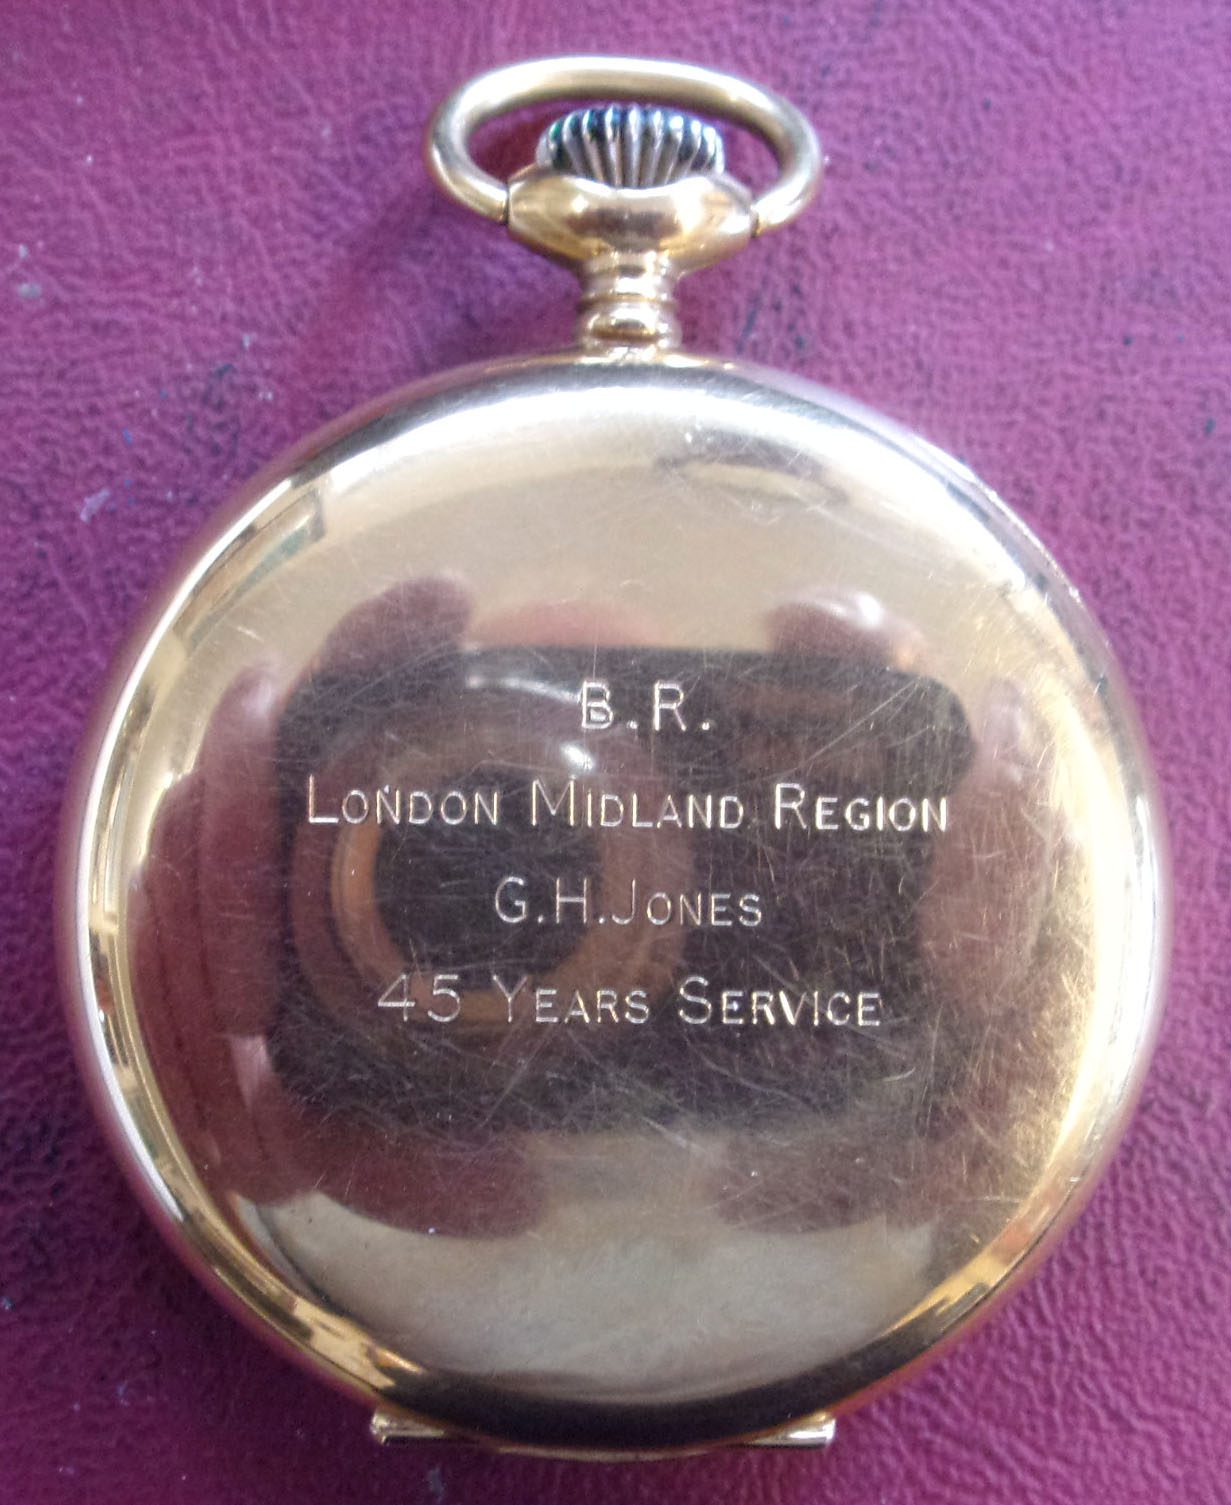 B.R.
LONDON MIDLAND REGION
G.H.JONES
45 YEARS SERVICE